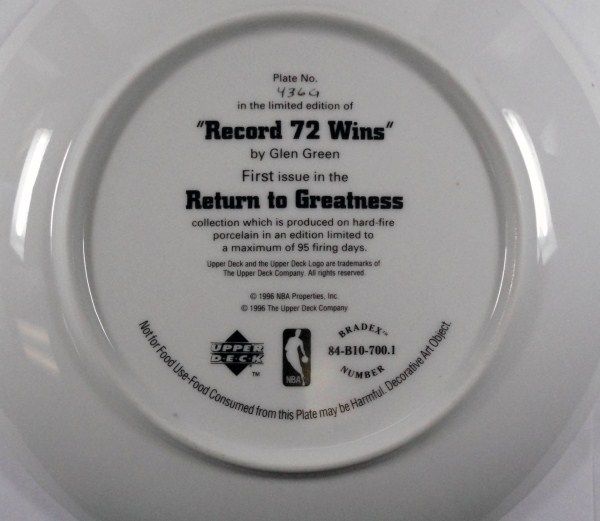 Plate No.
436G
in the limited edition of
"Record 72 Wins"
by Glen Green
First issue in the
Return to Greatness
collection which is produced on hard-fire
porcelain in an edition limited to
a maximum of 95 firing days.
Upper Deck and the Upper Deck Logo are trademarks of
The Upper Deck Company. All rights reserved
© 1996 NBA Properties, Inc.
© 1996 The Upper Deck Company
UPPER
DECK
™
NBA
BRADEX™
84-B10-700.1
NUMBER
Not for Food Use-Food Consumed from this Plate may be Harmful. Decorative Art Object.